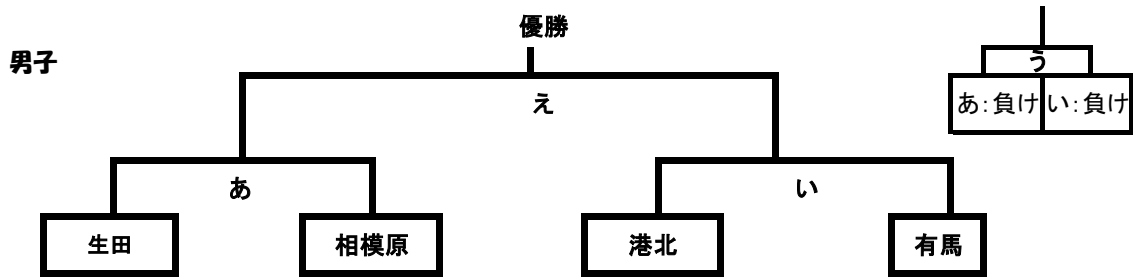 優勝
男子
う
あ:負け い:負け
え
あ い
生田 相模原 港北 有馬